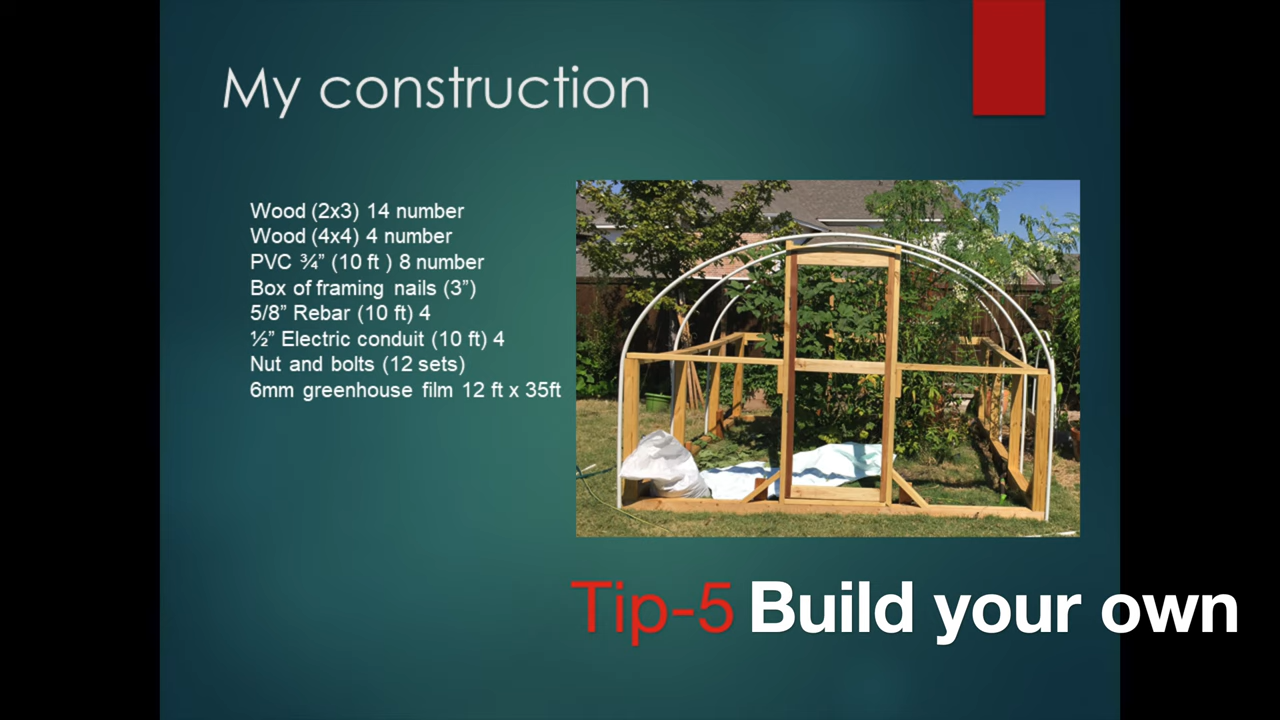 My construction
Wood (2x3) 14 number
Wood (4x4) 4 number
PVC ¾” (10 ft ) 8 number
Box of framing nails (3”)
5/8” Rebar (10 ft) 4
½” Electric conduit (10 ft) 4
Nut and bolts (12 sets)
6mm greenhouse film 12 ft x 35ft
Tip-5 Build your own